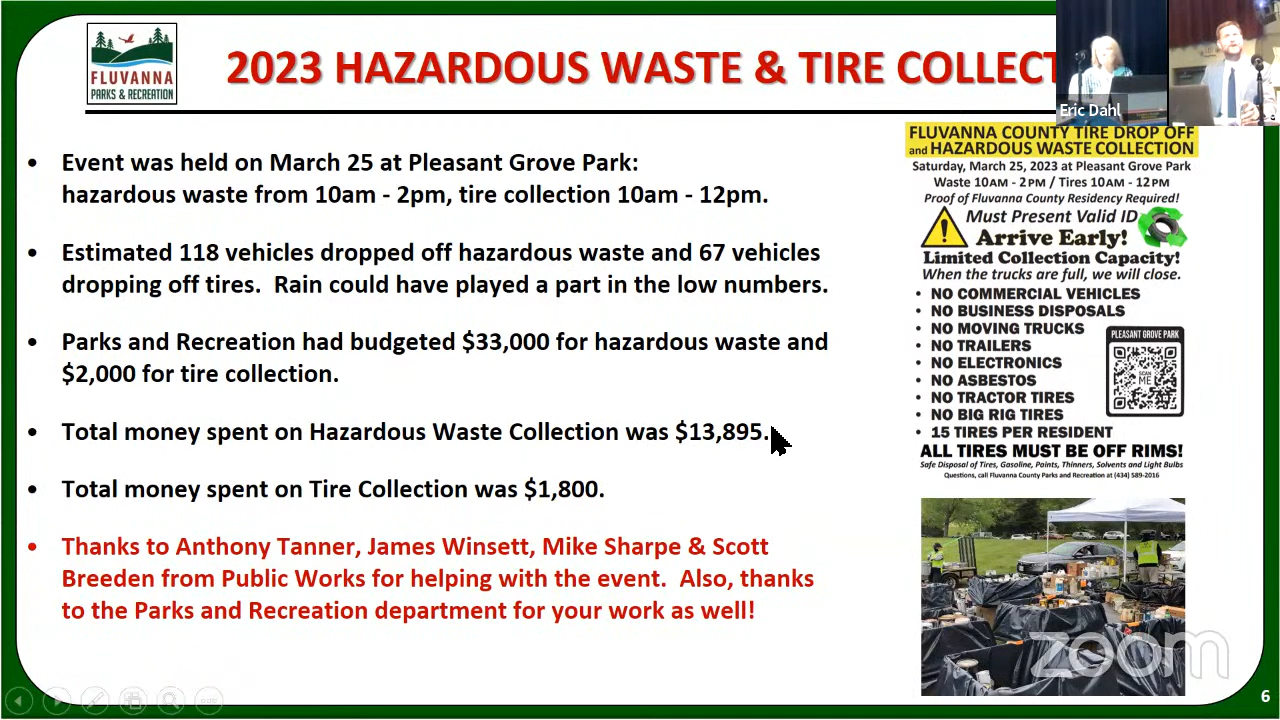 FLUVANNA
PARKS & RECREATION
2023 HAZARDOUS WASTE & TIRE COLLECT
Eric Dahl
• Event was held on March 25 at Pleasant Grove Park:
hazardous waste from 10am - 2pm, tire collection 10am - 12pm.
• Estimated 118 vehicles dropped off hazardous waste and 67 vehicles
dropping off tires. Rain could have played a part in the low numbers.
• Parks and Recreation had budgeted $33,000 for hazardous waste and
$2,000 for tire collection.
• Total money spent on Hazardous Waste Collection was $13,895.
• Total money spent on Tire Collection was $1,800.
• Thanks to Anthony Tanner, James Winsett, Mike Sharpe & Scott
Breeden from Public Works for helping with the event. Also, thanks
to the Parks and Recreation department for your work as well!
FLUVANNA COUNTY TIRE DROP OFF
and HAZARDOUS WASTE COLLECTION
Saturday, March 25, 2023 at Pleasant Grove Park
Waste 10AM - 2PM / Tires 10AM - 12PM
Proof of Fluvanna County Residency Required!
Must Present Valid ID
Arrive Early!
Limited Collection Capacity!
When the trucks are full, we will close.
• NO COMMERCIAL VEHICLES
• NO BUSINESS DISPOSALS
• NO MOVING TRUCKS
• NO TRAILERS
• NO ELECTRONICS
• NO ASBESTOS
• NO TRACTOR TIRES
• NO BIG RIG TIRES
• 15 TIRES PER RESIDENT
PLEASANT GROVE PARK
SCAN
ME
ALL TIRES MUST BE OFF RIMS!
Safe Disposal of Tires, Gasoline, Paints, Thinners, Solvents and Light Bulbs
Questions, call Fluvanna County Parks and Recreation at (434) 589-2016
zoom
6